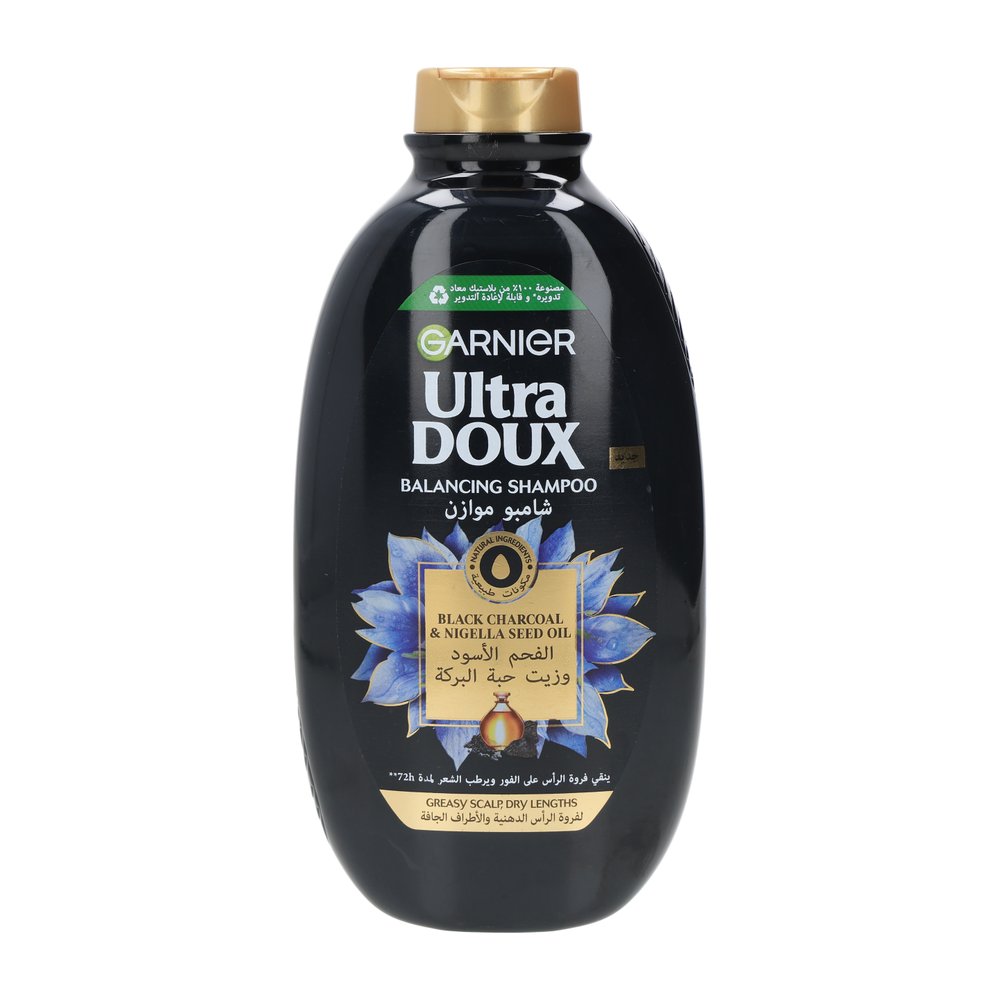 مصنوعة ١٠٠٪ من بلاستيك معاد
تدويره* و قابلة لإعادة التدوير
GARNIER
Ultra
DOUX
جديد
BALANCING SHAMPOO
شامبو موازن
NATURAL INGREDIENTS
مكونات طبيعية
BLACK CHARCOAL
& NIGELLA SEED OIL
الفحم الأسود
وزيت حبة البركة
ينقي فروة الرأس على الفور ويرطب الشعر لمدة 72h**
GREASY SCALP, DRY LENGTHS
لفروة الرأس الدهنية والأطراف الجافة